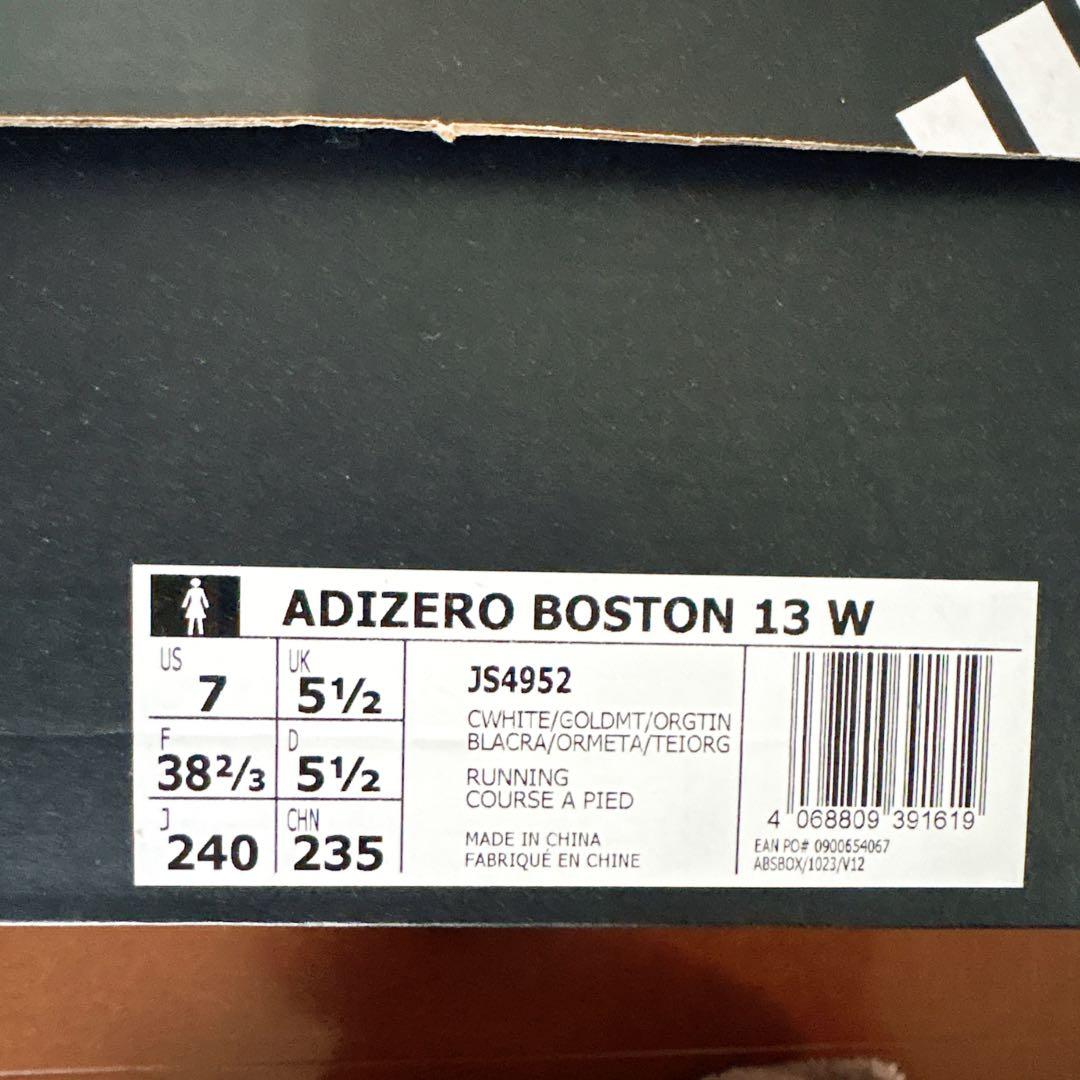 ADIZERO BOSTON 13 W
US
7
UK
5½
F
38⅔
D
5½
J
240
CHN
235
JS4952
CWHITE/GOLDMT/ORGTIN
BLACRA/ORMETA/TEIORG
RUNNING
COURSE A PIED
MADE IN CHINA
FABRIQUÉ EN CHINE
4 068809 391619
EAN PO# 0900654067
ABSBOX/1023/V12